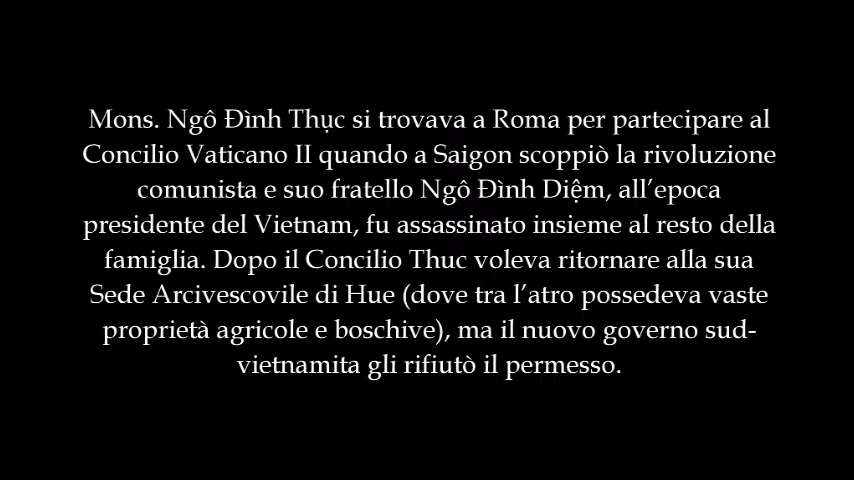 Mons. Ngô Đình Thục si trovava a Roma per partecipare al
Concilio Vaticano II quando a Saigon scoppiò la rivoluzione
comunista e suo fratello Ngô Đình Diệm, all’epoca
presidente del Vietnam, fu assassinato insieme al resto della
famiglia. Dopo il Concilio Thuc voleva ritornare alla sua
Sede Arcivescovile di Hue (dove tra l’atro possedeva vaste
proprietà agricole e boschive), ma il nuovo governo sud-
vietnamita gli rifiutò il permesso.